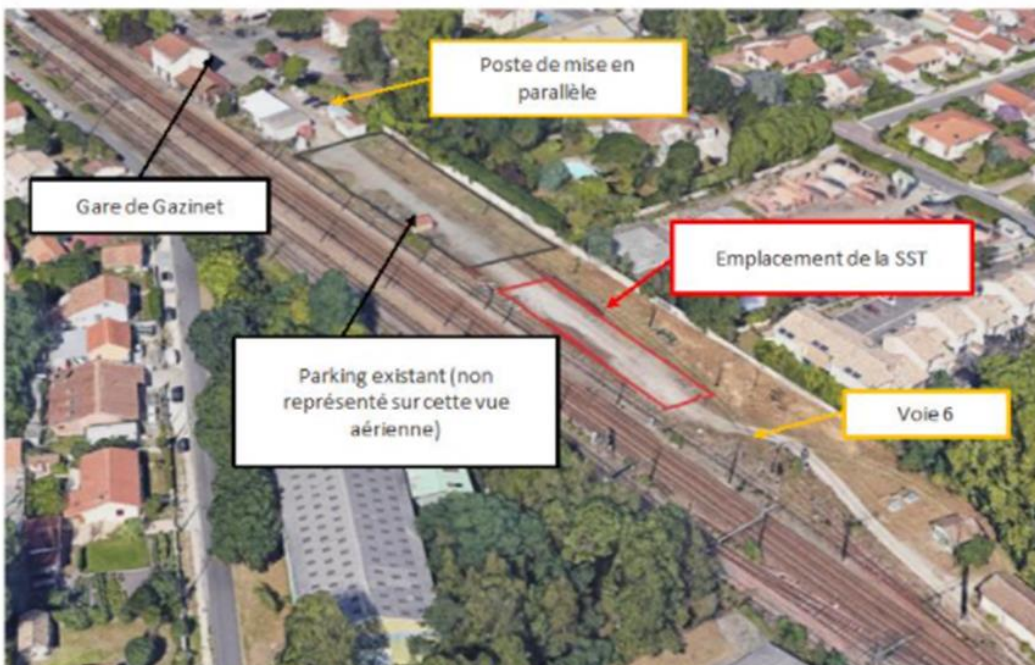 Poste de mise en
parallèle
Gare de Gazinet
Emplacement de la SST
Parking existant (non
représenté sur cette vue
aérienne)
Voie 6